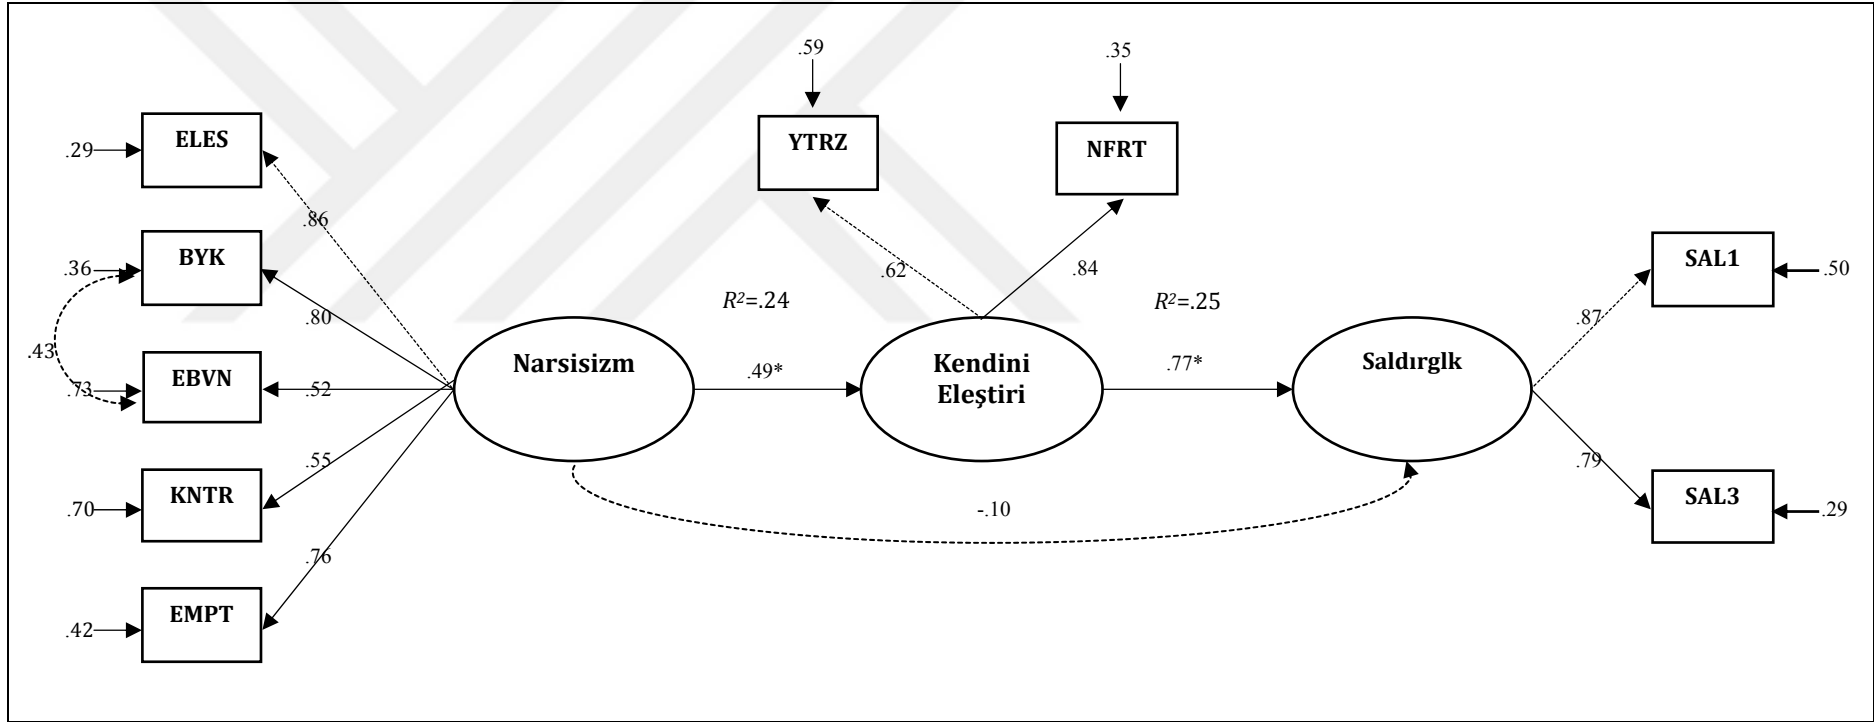 .59
.35
ELES
YTRZ
NFRT
.29
.86
BYK
SAL1
.36
.62
.84
.50
R²=.24
R²=.25
.80
.87
.43
Narsisizm
Kendini
Eleştiri
Saldırglk
EBVN
.49*
.77*
.73
.52
.55
.79
KNTR
SAL3
.70
-.10
.29
.76
EMPT
.42